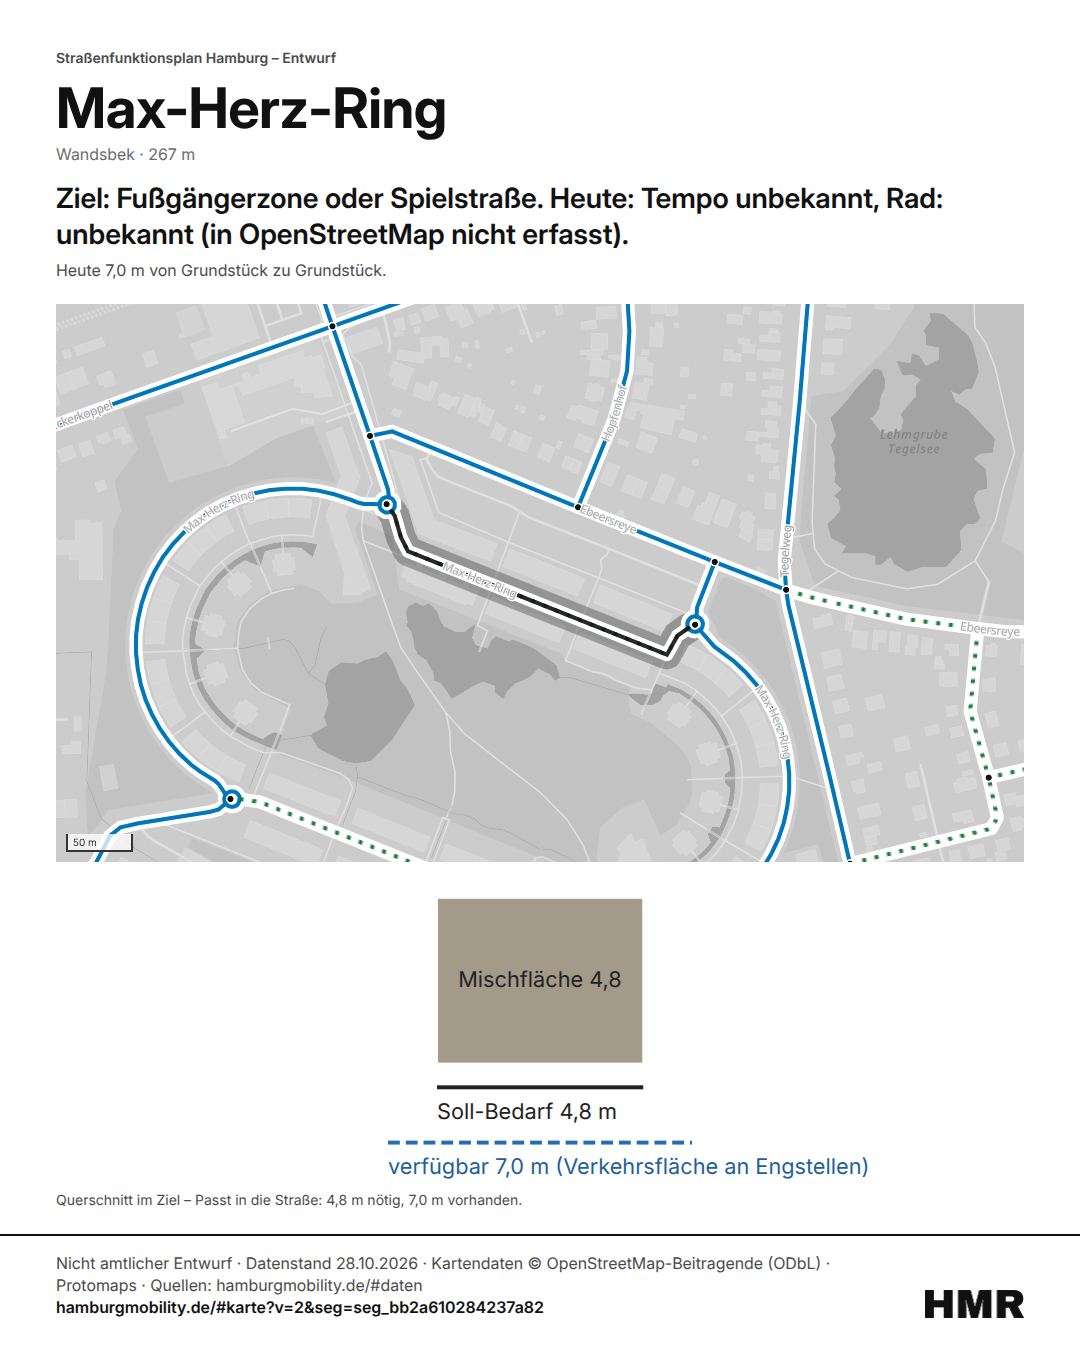 Straßenfunktionsplan Hamburg – Entwurf
Max-Herz-Ring
Wandsbek · 267 m
Ziel: Fußgängerzone oder Spielstraße. Heute: Tempo unbekannt, Rad:
unbekannt (in OpenStreetMap nicht erfasst).
Heute 7,0 m von Grundstück zu Grundstück.
ckerkoppel
Hopfenhof
Lehmgrube
Tegelsee
Max-Herz-Ring
Ebeersreye
Tegelweg
Max-Herz-Ring
Ebeersreye
Max-Herz-Ring
50 m
Mischfläche 4,8
Soll-Bedarf 4,8 m
verfügbar 7,0 m (Verkehrsfläche an Engstellen)
Querschnitt im Ziel – Passt in die Straße: 4,8 m nötig, 7,0 m vorhanden.
Nicht amtlicher Entwurf · Datenstand 28.10.2026 · Kartendaten © OpenStreetMap-Beitragende (ODbL) ·
Protomaps · Quellen: hamburgmobility.de/#daten
hamburgmobility.de/#karte?v=2&seg=seg_bb2a610284237a82
HMR